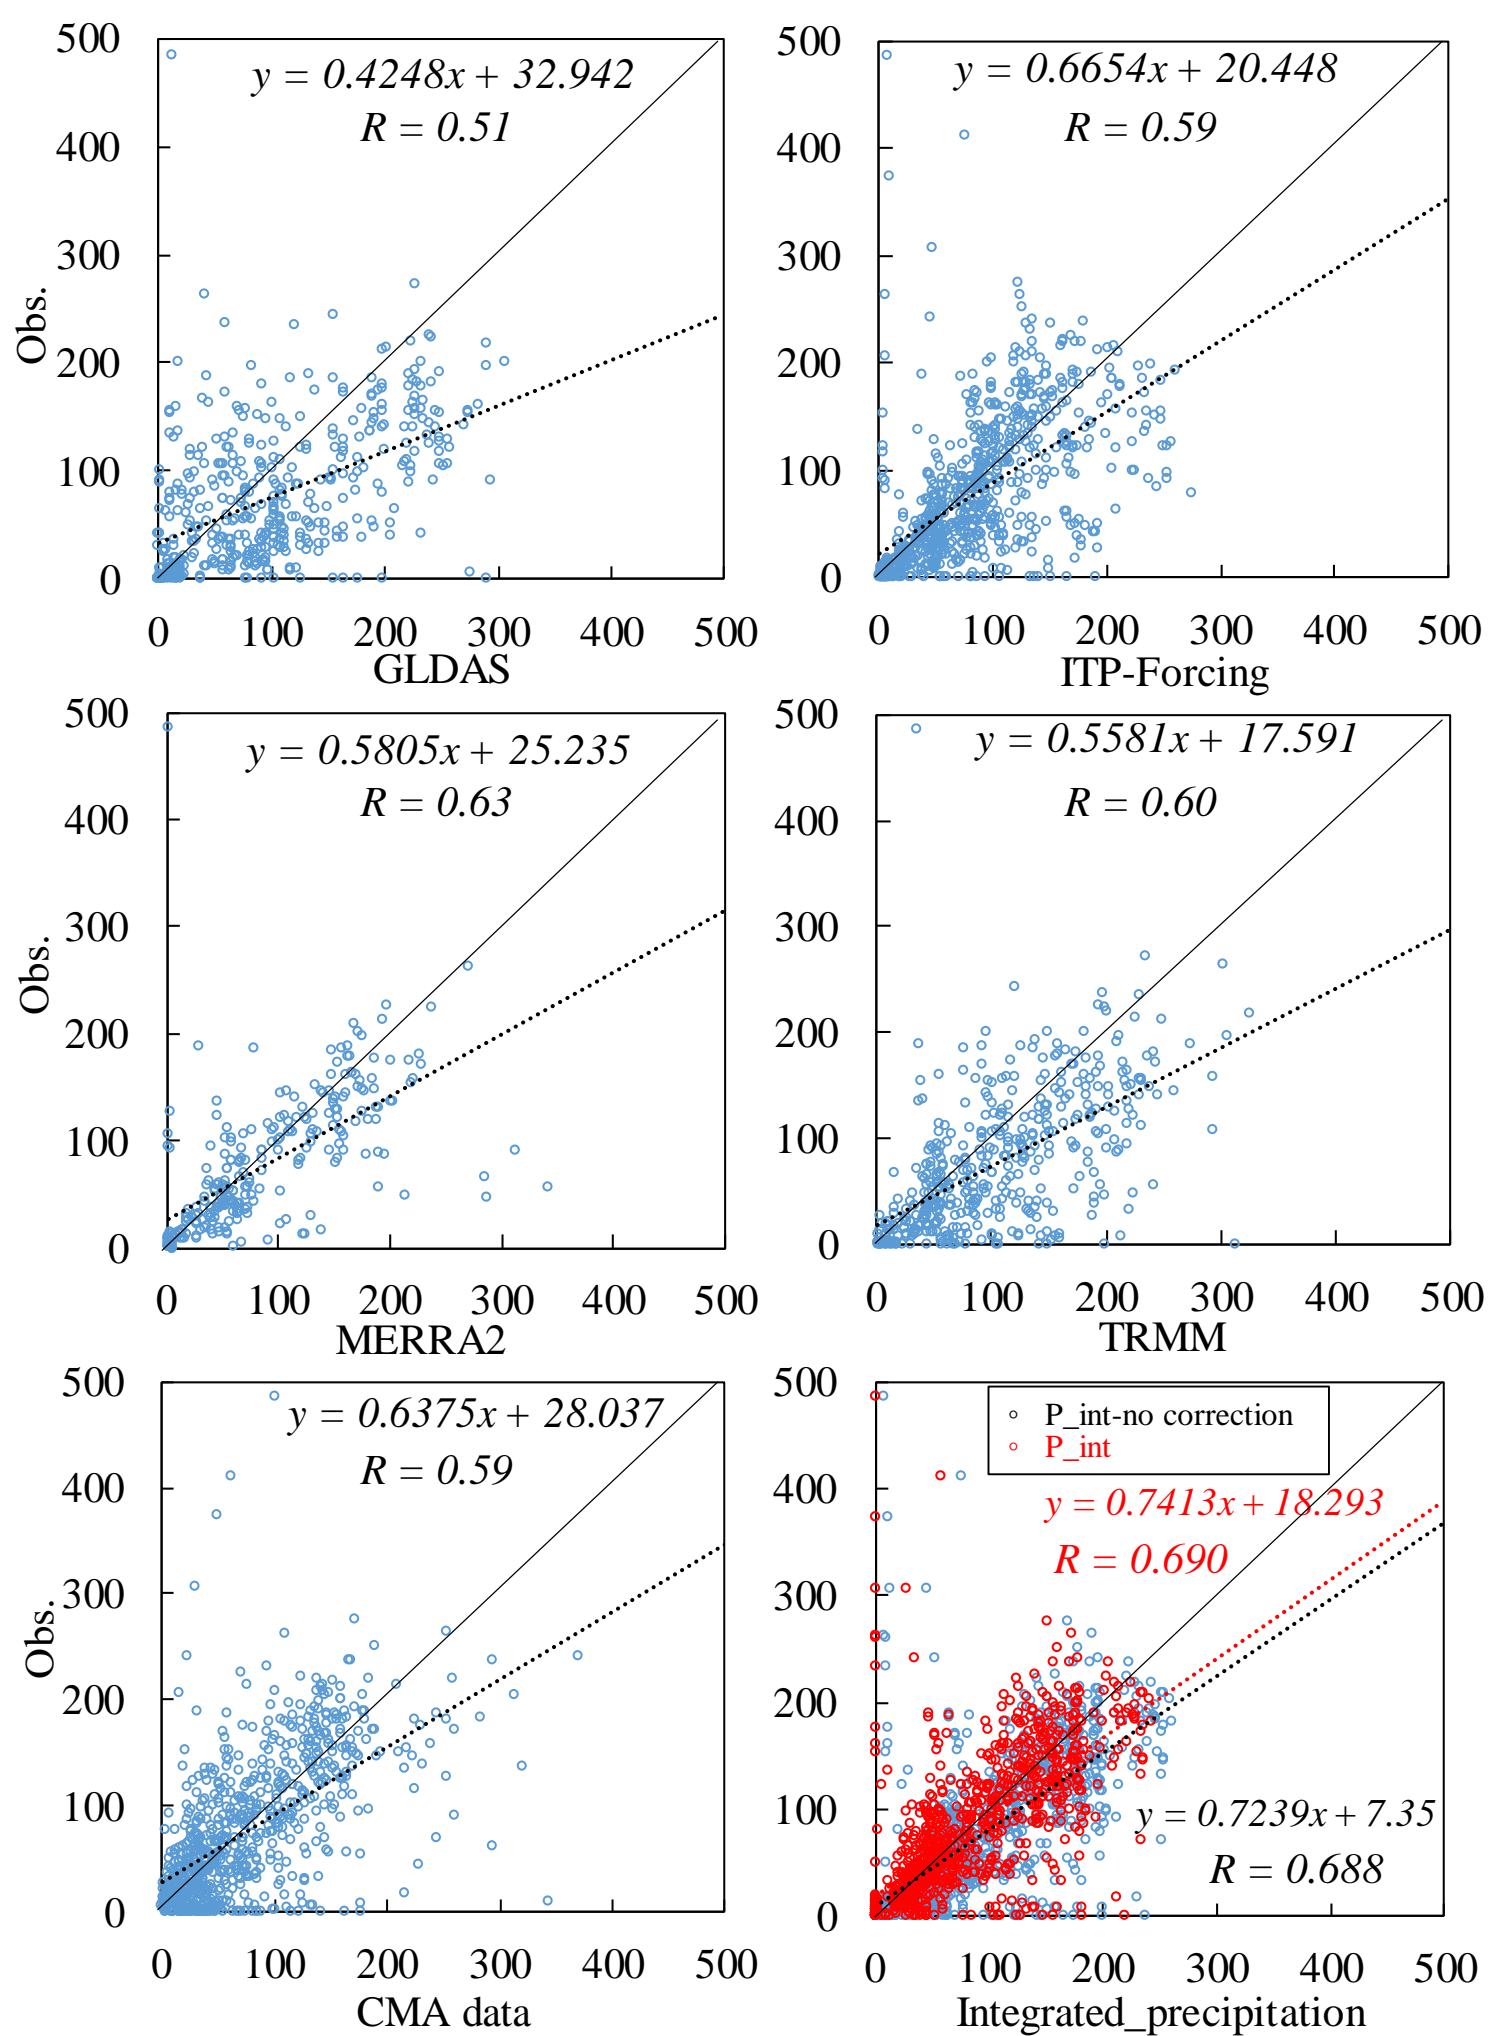 500
y = 0.4248x + 32.942
R = 0.51
400
300
200
100
0
Obs.
0 100 200 300 400 500
GLDAS
500
y = 0.6654x + 20.448
R = 0.59
400
300
200
100
0
0 100 200 300 400 500
ITP-Forcing
500
y = 0.5805x + 25.235
R = 0.63
400
300
200
100
0
Obs.
0 100 200 300 400 500
MERRA2
500
y = 0.5581x + 17.591
R = 0.60
400
300
200
100
0
0 100 200 300 400 500
TRMM
500
y = 0.6375x + 28.037
R = 0.59
400
300
200
100
0
Obs.
0 100 200 300 400 500
CMA data
500
P_int-no correction
P_int
y = 0.7413x + 18.293
R = 0.690
400
300
200
100
0
y = 0.7239x + 7.35
R = 0.688
0 100 200 300 400 500
Integrated_precipitation